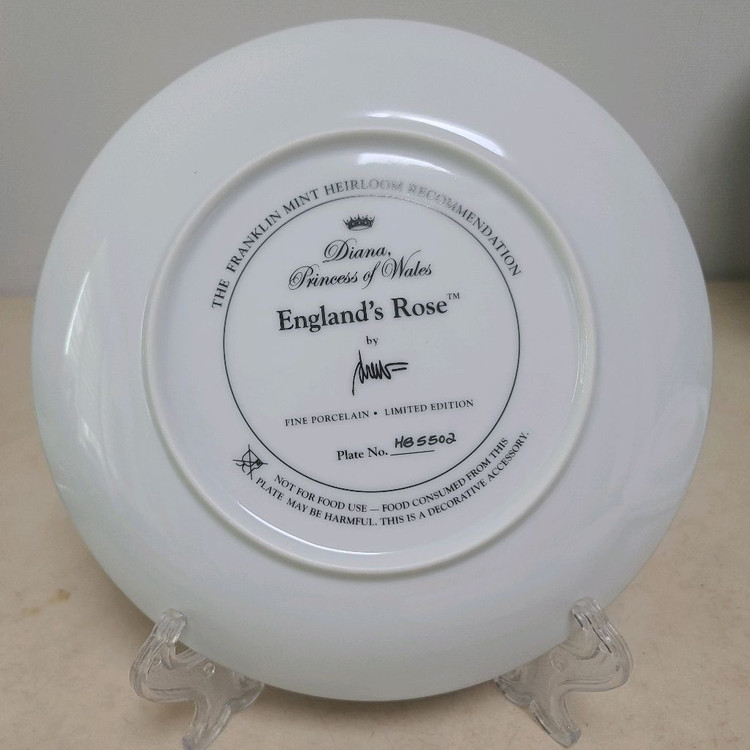 THE FRANKLIN MINT HEIRLOOM RECOMMENDATION
Diana,
Princess of Wales
England's Rose™
by
FINE PORCELAIN • LIMITED EDITION
Plate No. HB5502
NOT FOR FOOD USE — FOOD CONSUMED FROM THIS
PLATE MAY BE HARMFUL. THIS IS A DECORATIVE ACCESSORY.